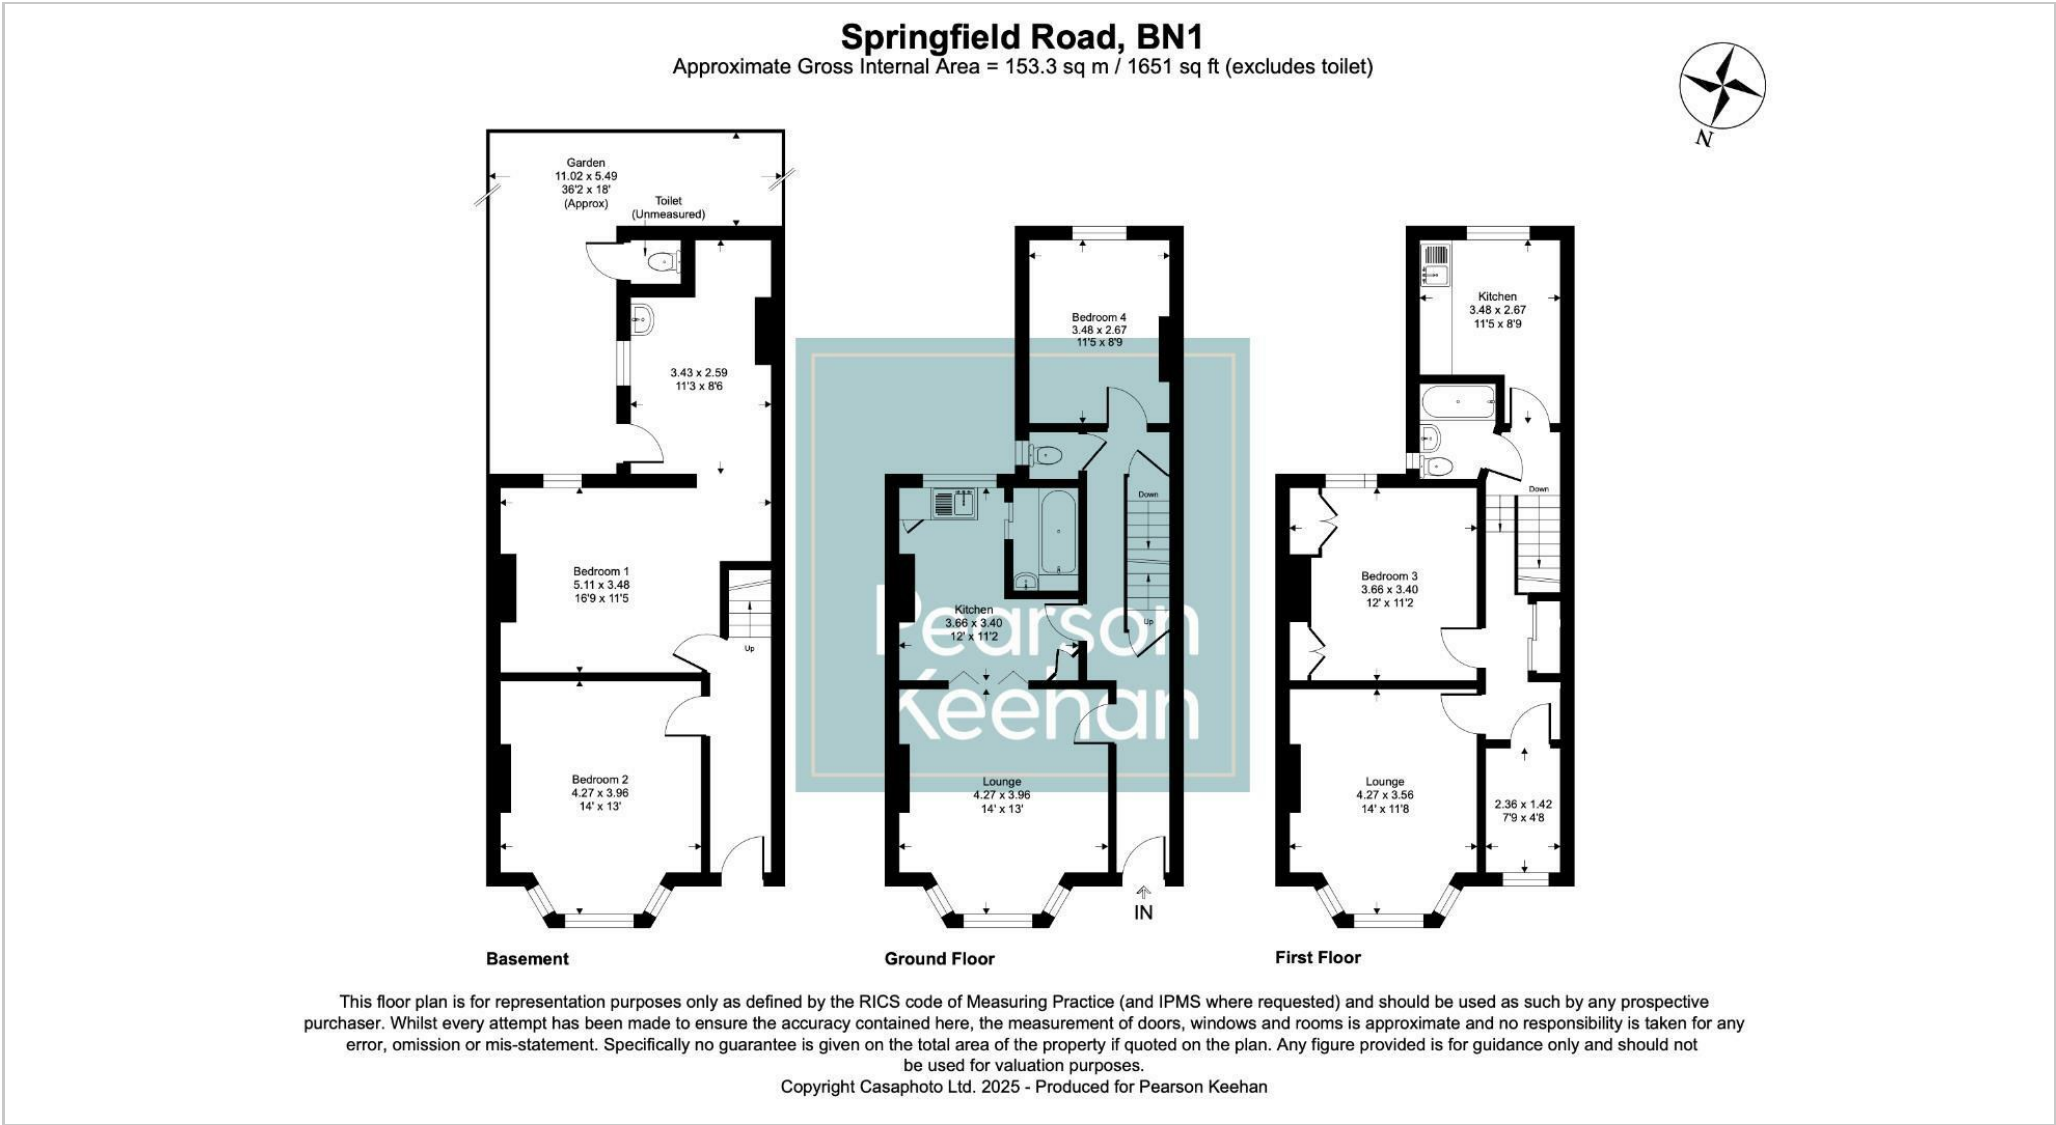 Springfield Road, BN1
Approximate Gross Internal Area = 153.3 sq m / 1651 sq ft (excludes toilet)
N
Garden
11.02 x 5.49
36'2 x 18'
(Approx)
Toilet
(Unmeasured)
3.43 x 2.59
11'3 x 8'6
Bedroom 1
5.11 x 3.48
16'9 x 11'5
Up
Bedroom 2
4.27 x 3.96
14' x 13'
Basement
Bedroom 4
3.48 x 2.67
11'5 x 8'9
Down
Kitchen
3.66 x 3.40
12' x 11'2
Up
Pearson
Keehan
Lounge
4.27 x 3.96
14' x 13'
IN
Ground Floor
Kitchen
3.48 x 2.67
11'5 x 8'9
Down
Bedroom 3
3.66 x 3.40
12' x 11'2
Lounge
4.27 x 3.56
14' x 11'8
2.36 x 1.42
7'9 x 4'8
First Floor
This floor plan is for representation purposes only as defined by the RICS code of Measuring Practice (and IPMS where requested) and should be used as such by any prospective
purchaser. Whilst every attempt has been made to ensure the accuracy contained here, the measurement of doors, windows and rooms is approximate and no responsibility is taken for any
error, omission or mis-statement. Specifically no guarantee is given on the total area of the property if quoted on the plan. Any figure provided is for guidance only and should not
be used for valuation purposes.
Copyright Casaphoto Ltd. 2025 - Produced for Pearson Keehan